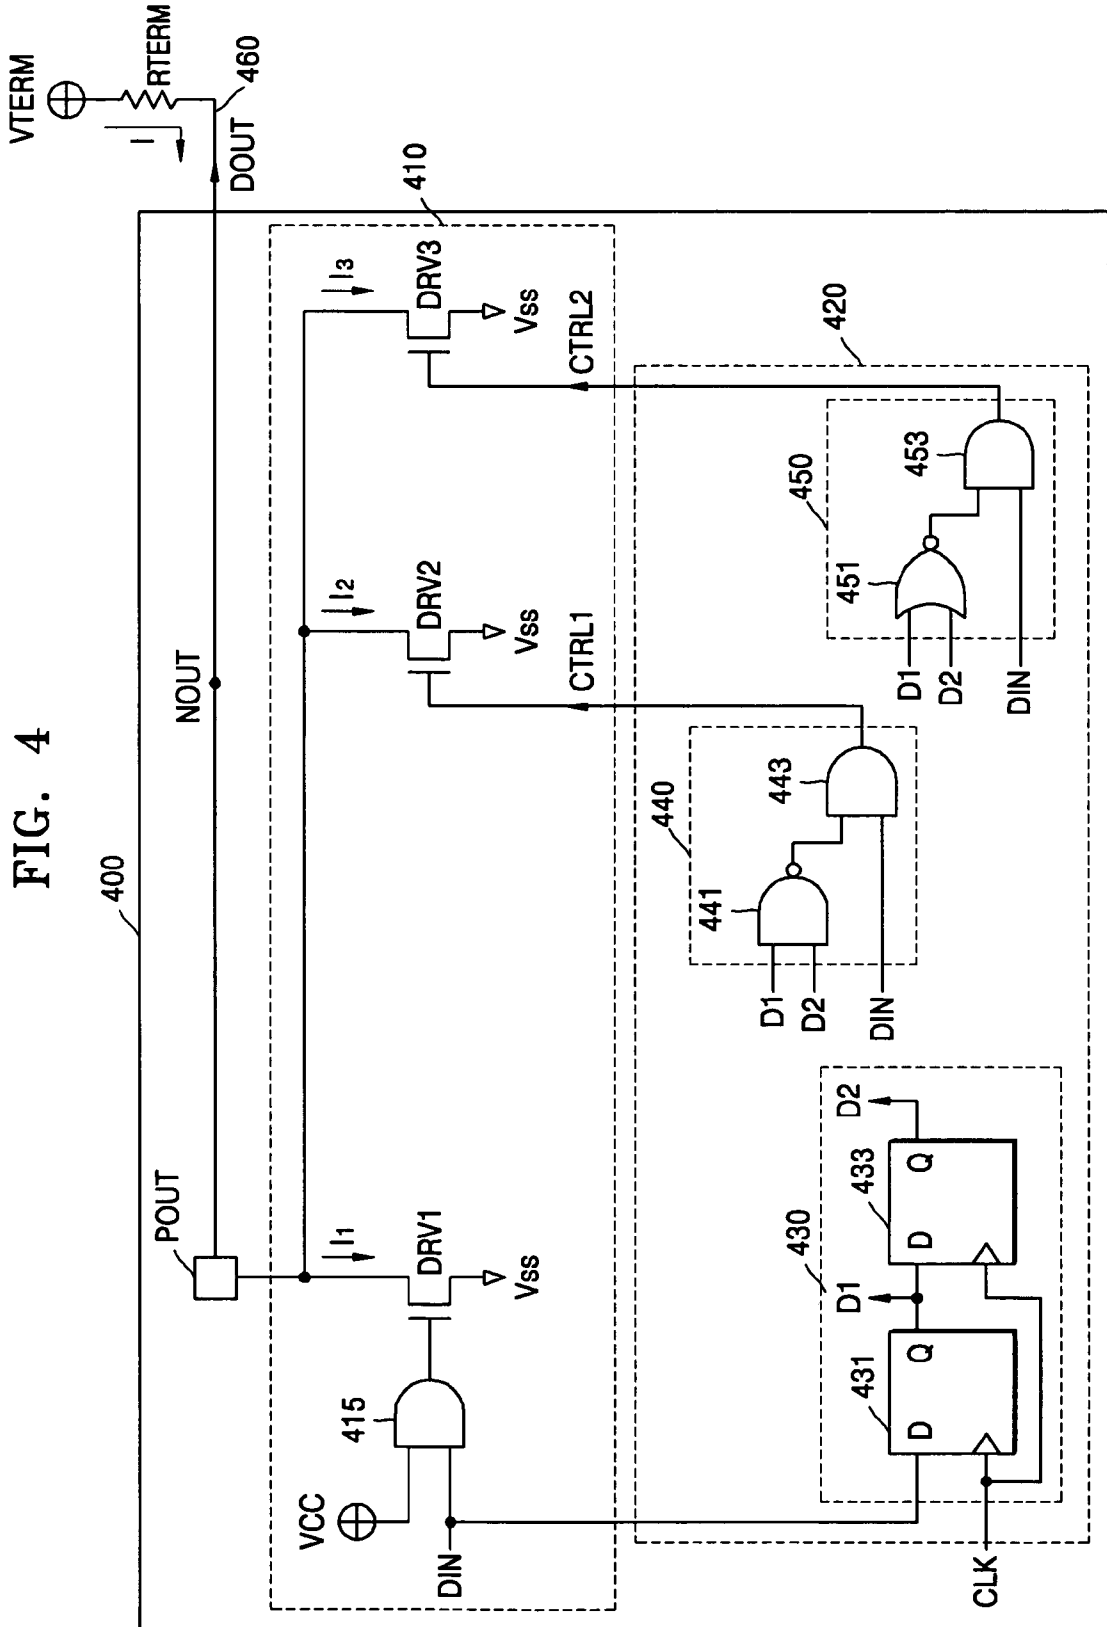 FIG. 4
400
VTERM
RTERM
I
460
DOUT
NOUT
POUT
410
I1
I2
I3
DRV1
DRV2
DRV3
Vss
Vss
Vss
VCC
415
DIN
CTRL1
CTRL2
420
430
D1
D2
431
D
Q
433
D
Q
CLK
440
441
443
D1
D2
DIN
450
451
453
D1
D2
DIN